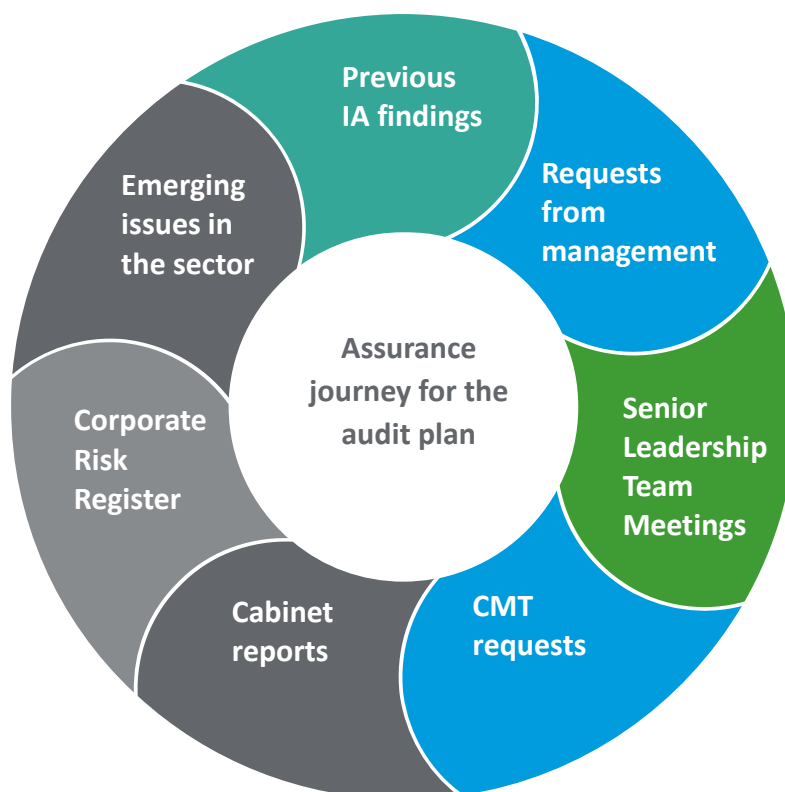 Previous
IA findings
Requests
from
management
Senior
Leadership
Team
Meetings
CMT
requests
Cabinet
reports
Corporate
Risk
Register
Emerging
issues in
the sector
Assurance
journey for the
audit plan